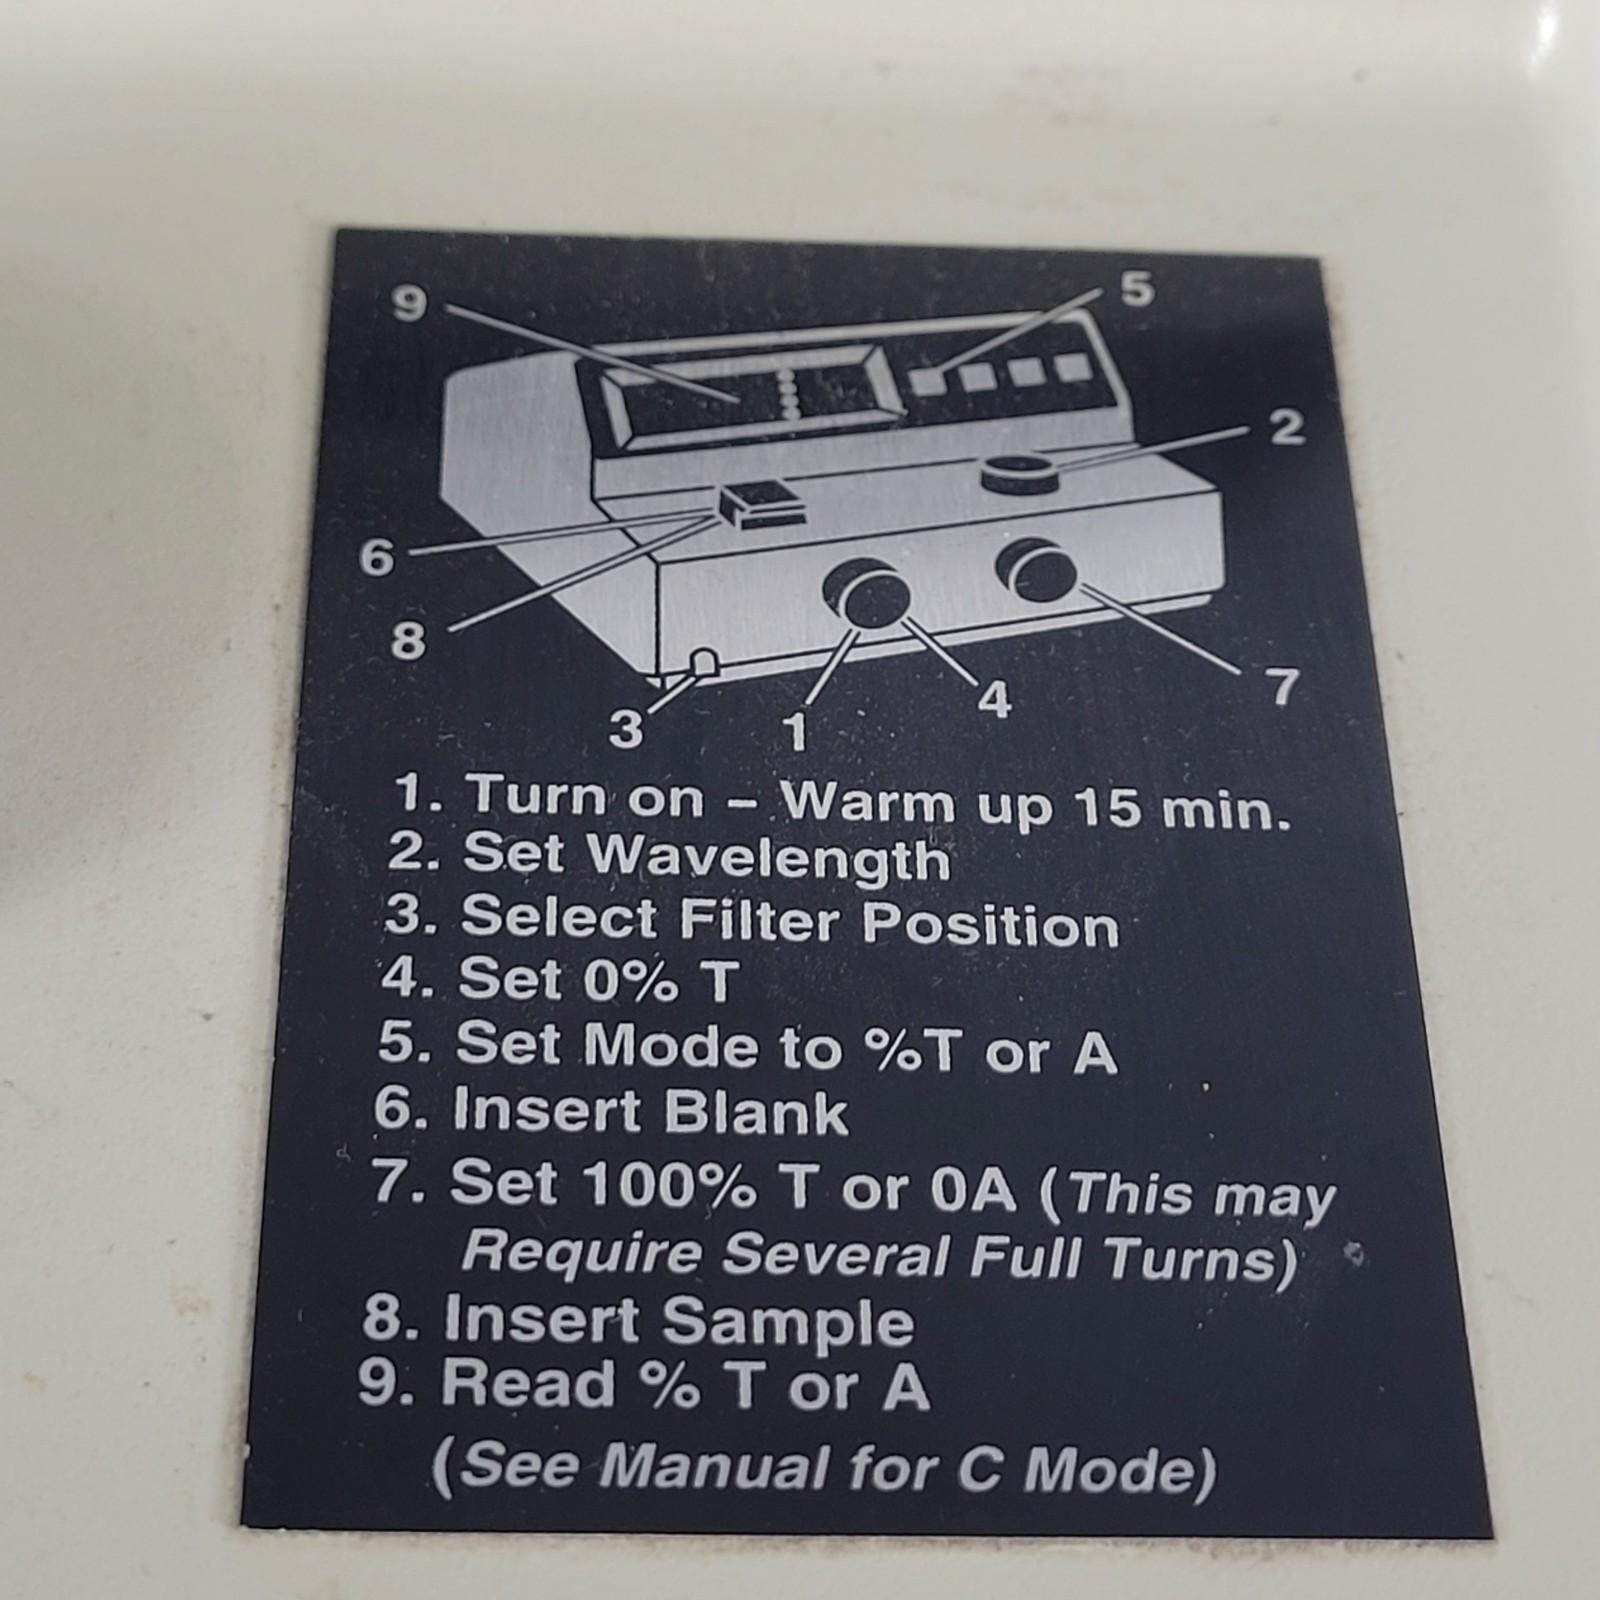 9
5
2
6
8
3
1
4
7
1. Turn on – Warm up 15 min.
2. Set Wavelength
3. Select Filter Position
4. Set 0% T
5. Set Mode to %T or A
6. Insert Blank
7. Set 100% T or 0A (This may
Require Several Full Turns)
8. Insert Sample
9. Read % T or A
(See Manual for C Mode)